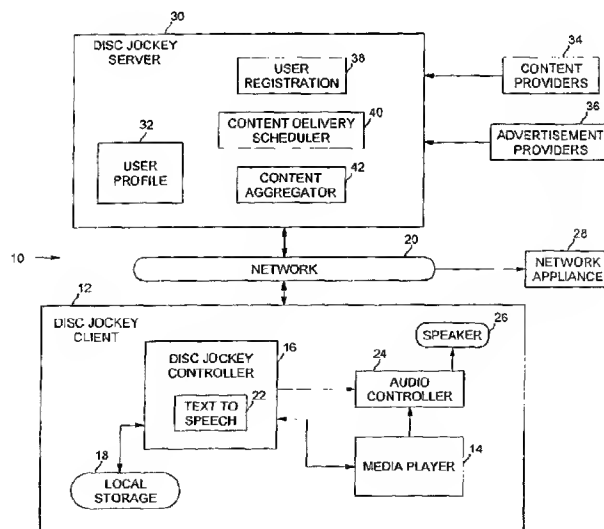 30
DISC JOCKEY
SERVER
38
USER
REGISTRATION
34
CONTENT
PROVIDERS
32
USER
PROFILE
40
CONTENT DELIVERY
SCHEDULER
36
ADVERTISEMENT
PROVIDERS
42
CONTENT
AGGREGATOR
10
20
NETWORK
28
NETWORK
APPLIANCE
12
DISC JOCKEY
CLIENT
26
SPEAKER
16
DISC JOCKEY
CONTROLLER
24
AUDIO
CONTROLLER
22
TEXT TO
SPEECH
18
LOCAL
STORAGE
14
MEDIA PLAYER